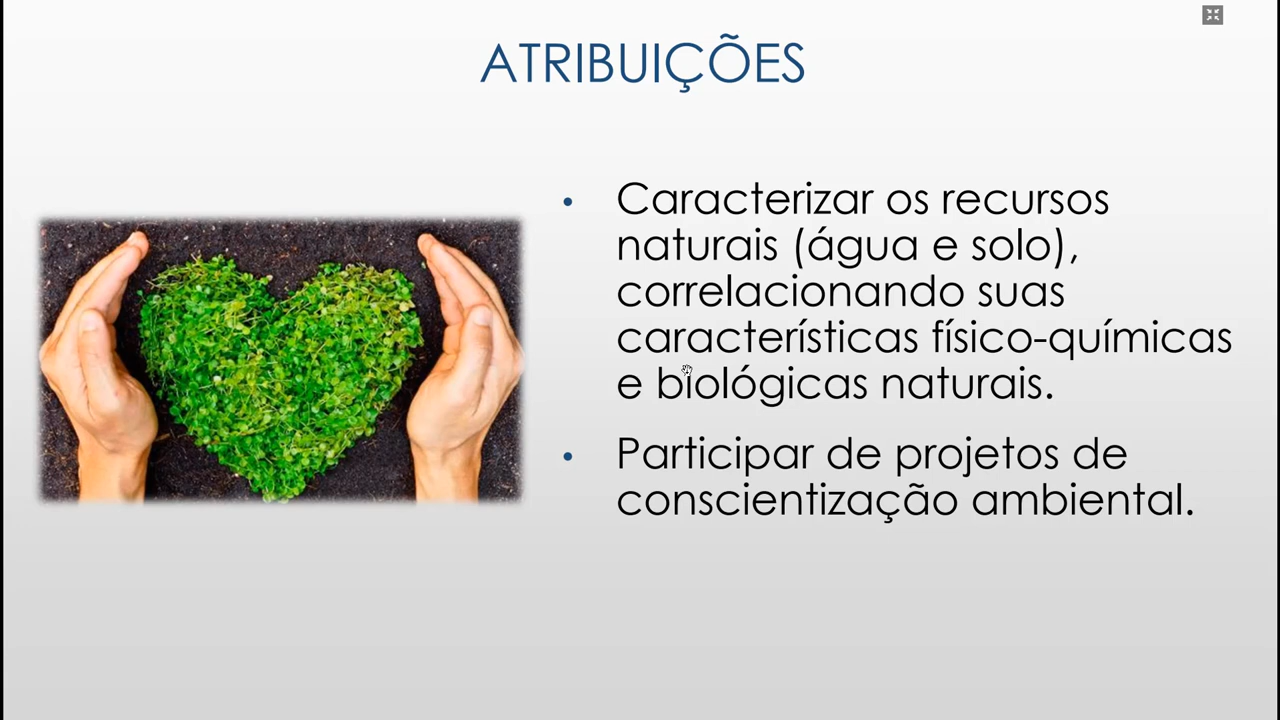 ATRIBUIÇÕES
• Caracterizar os recursos
naturais (água e solo),
correlacionando suas
características físico-químicas
e biológicas naturais.
• Participar de projetos de
conscientização ambiental.